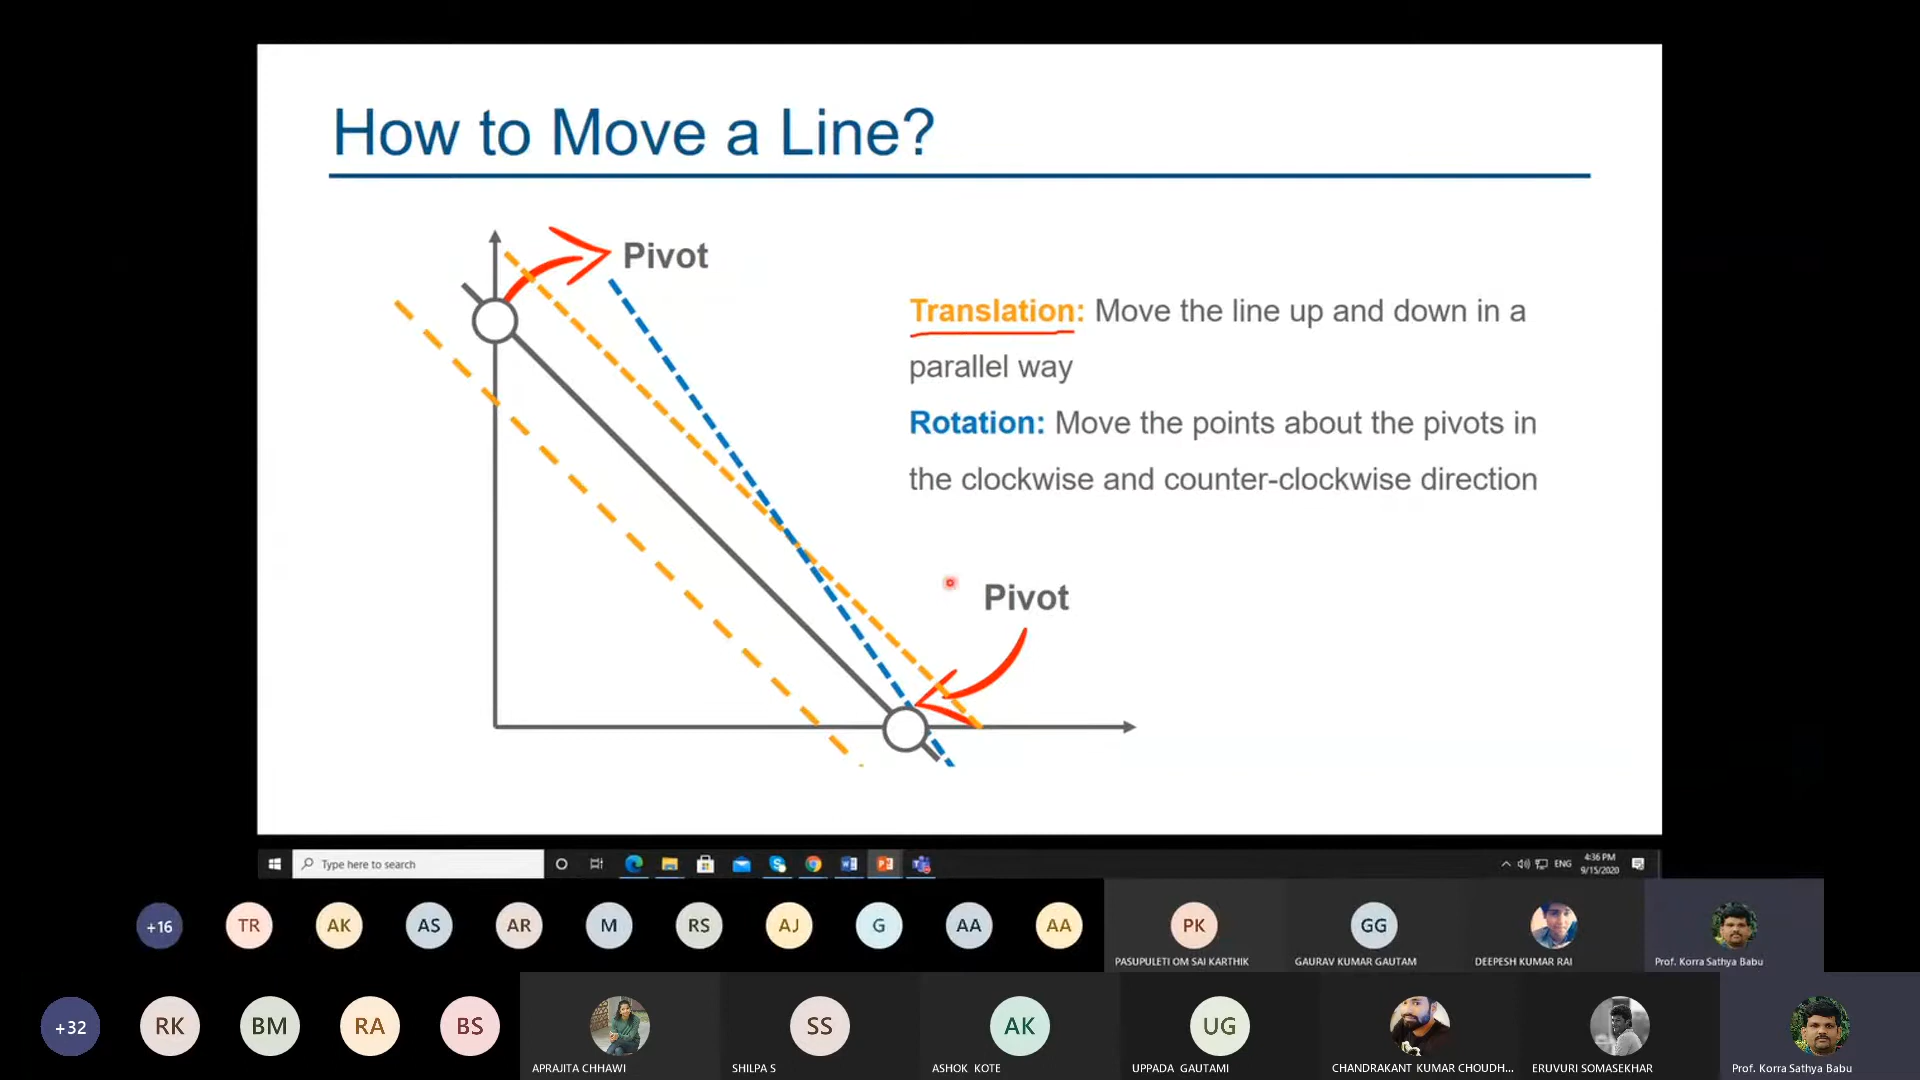 How to Move a Line?
Pivot
Translation: Move the line up and down in a
parallel way
Rotation: Move the points about the pivots in
the clockwise and counter-clockwise direction
Pivot
Type here to search
ENG
4:36 PM
9/15/2020
+16
TR
AK
AS
AR
M
RS
AJ
G
AA
AA
PK
GG
PASUPULETI OM SAI KARTHIK
GAURAV KUMAR GAUTAM
DEEPESH KUMAR RAI
Prof. Korra Sathya Babu
+32
RK
BM
RA
BS
SS
AK
UG
APRAJITA CHHAWI
SHILPA S
ASHOK KOTE
UPPADA GAUTAMI
CHANDRAKANT KUMAR CHOUDH...
ERUVURI SOMASEKHAR
Prof. Korra Sathya Babu